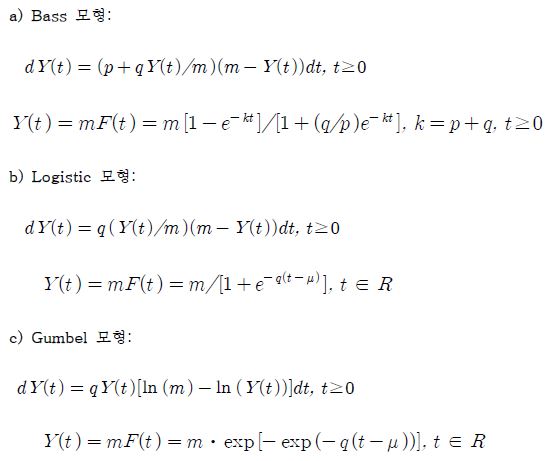 a) Bass 모형:
dY(t) = (p + qY(t)/m)(m − Y(t))dt, t≥0
Y(t) = mF(t) = m[1 − e^{−kt}]/[1 + (q/p)e^{−kt}], k = p + q, t≥0
b) Logistic 모형:
dY(t) = q(Y(t)/m)(m − Y(t))dt, t≥0
Y(t) = mF(t) = m/[1 + e^{−q(t−μ)}], t ∈ R
c) Gumbel 모형:
dY(t) = qY(t)[ln(m) − ln(Y(t))]dt, t≥0
Y(t) = mF(t) = m · exp[− exp(−q(t−μ))], t ∈ R